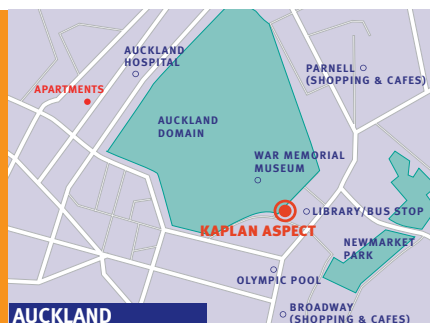 AUCKLAND
HOSPITAL
PARNELL
(SHOPPING & CAFES)
APARTMENTS
AUCKLAND
DOMAIN
WAR MEMORIAL
MUSEUM
LIBRARY/BUS STOP
KAPLAN ASPECT
NEWMARKET
PARK
OLYMPIC POOL
BROADWAY
(SHOPPING & CAFES)
AUCKLAND